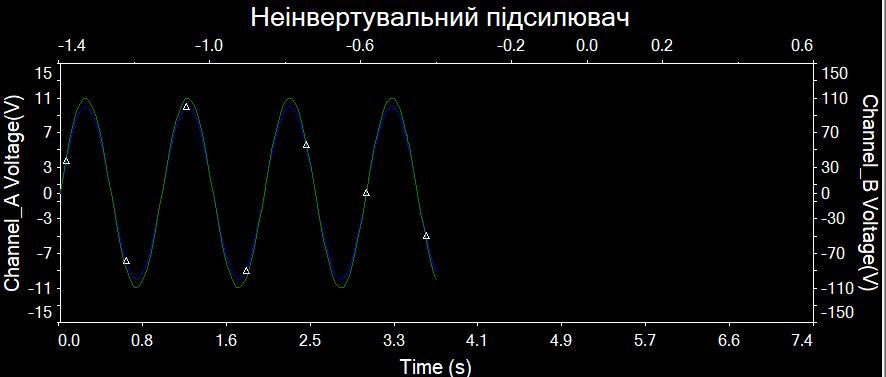 Неінвертувальний підсилювач
-1.4 -1.0 -0.6 -0.2 0.0 0.2 0.6
Channel_A Voltage(V)
15 150
11 110
7 70
3 30
0 0
-3 -30
-7 -70
-11 -110
-15 -150
Channel_B Voltage(V)
0.0 0.8 1.6 2.5 3.3 4.1 4.9 5.7 6.6 7.4
Time (s)